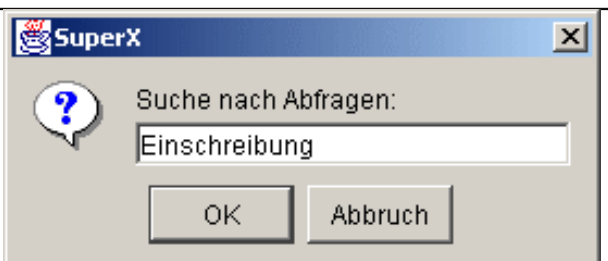 SuperX
Suche nach Abfragen:
Einschreibung
OK Abbruch